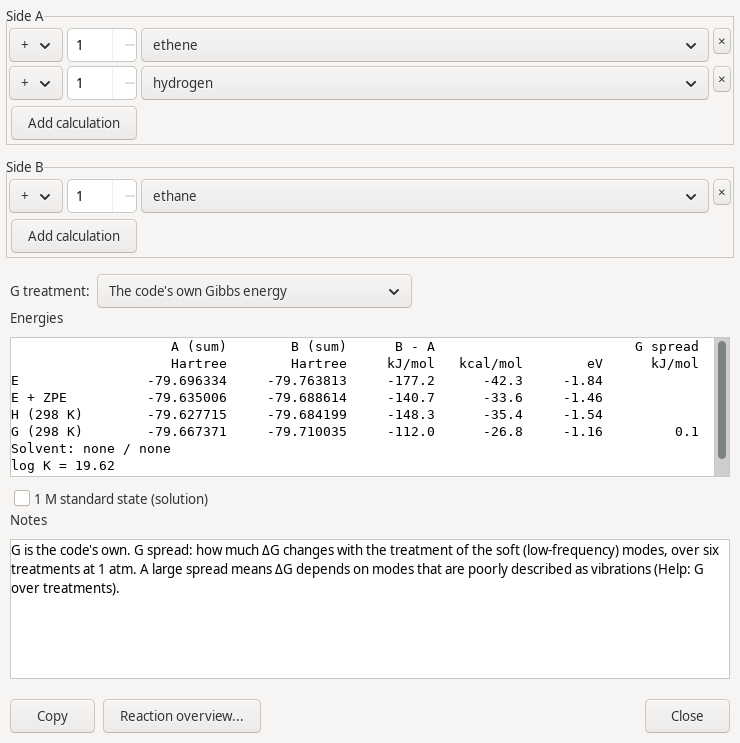 Side A
+ 1 ethene ×
+ 1 hydrogen ×
Add calculation
Side B
+ 1 ethane ×
Add calculation
G treatment: The code's own Gibbs energy
Energies
A (sum) B (sum) B - A G spread
Hartree Hartree kJ/mol kcal/mol eV kJ/mol
E -79.696334 -79.763813 -177.2 -42.3 -1.84
E + ZPE -79.635006 -79.688614 -140.7 -33.6 -1.46
H (298 K) -79.627715 -79.684199 -148.3 -35.4 -1.54
G (298 K) -79.667371 -79.710035 -112.0 -26.8 -1.16 0.1
Solvent: none / none
log K = 19.62
1 M standard state (solution)
Notes
G is the code's own. G spread: how much ΔG changes with the treatment of the soft (low-frequency) modes, over six
treatments at 1 atm. A large spread means ΔG depends on modes that are poorly described as vibrations (Help: G
over treatments).
Copy Reaction overview... Close